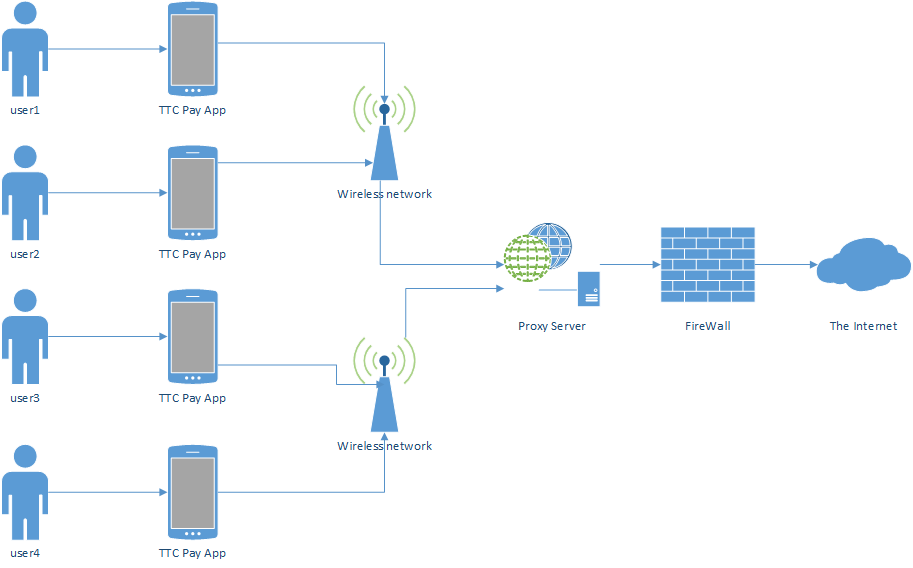 user1
TTC Pay App
Wireless network
user2
TTC Pay App
Proxy Server
FireWall
The Internet
user3
TTC Pay App
Wireless network
user4
TTC Pay App